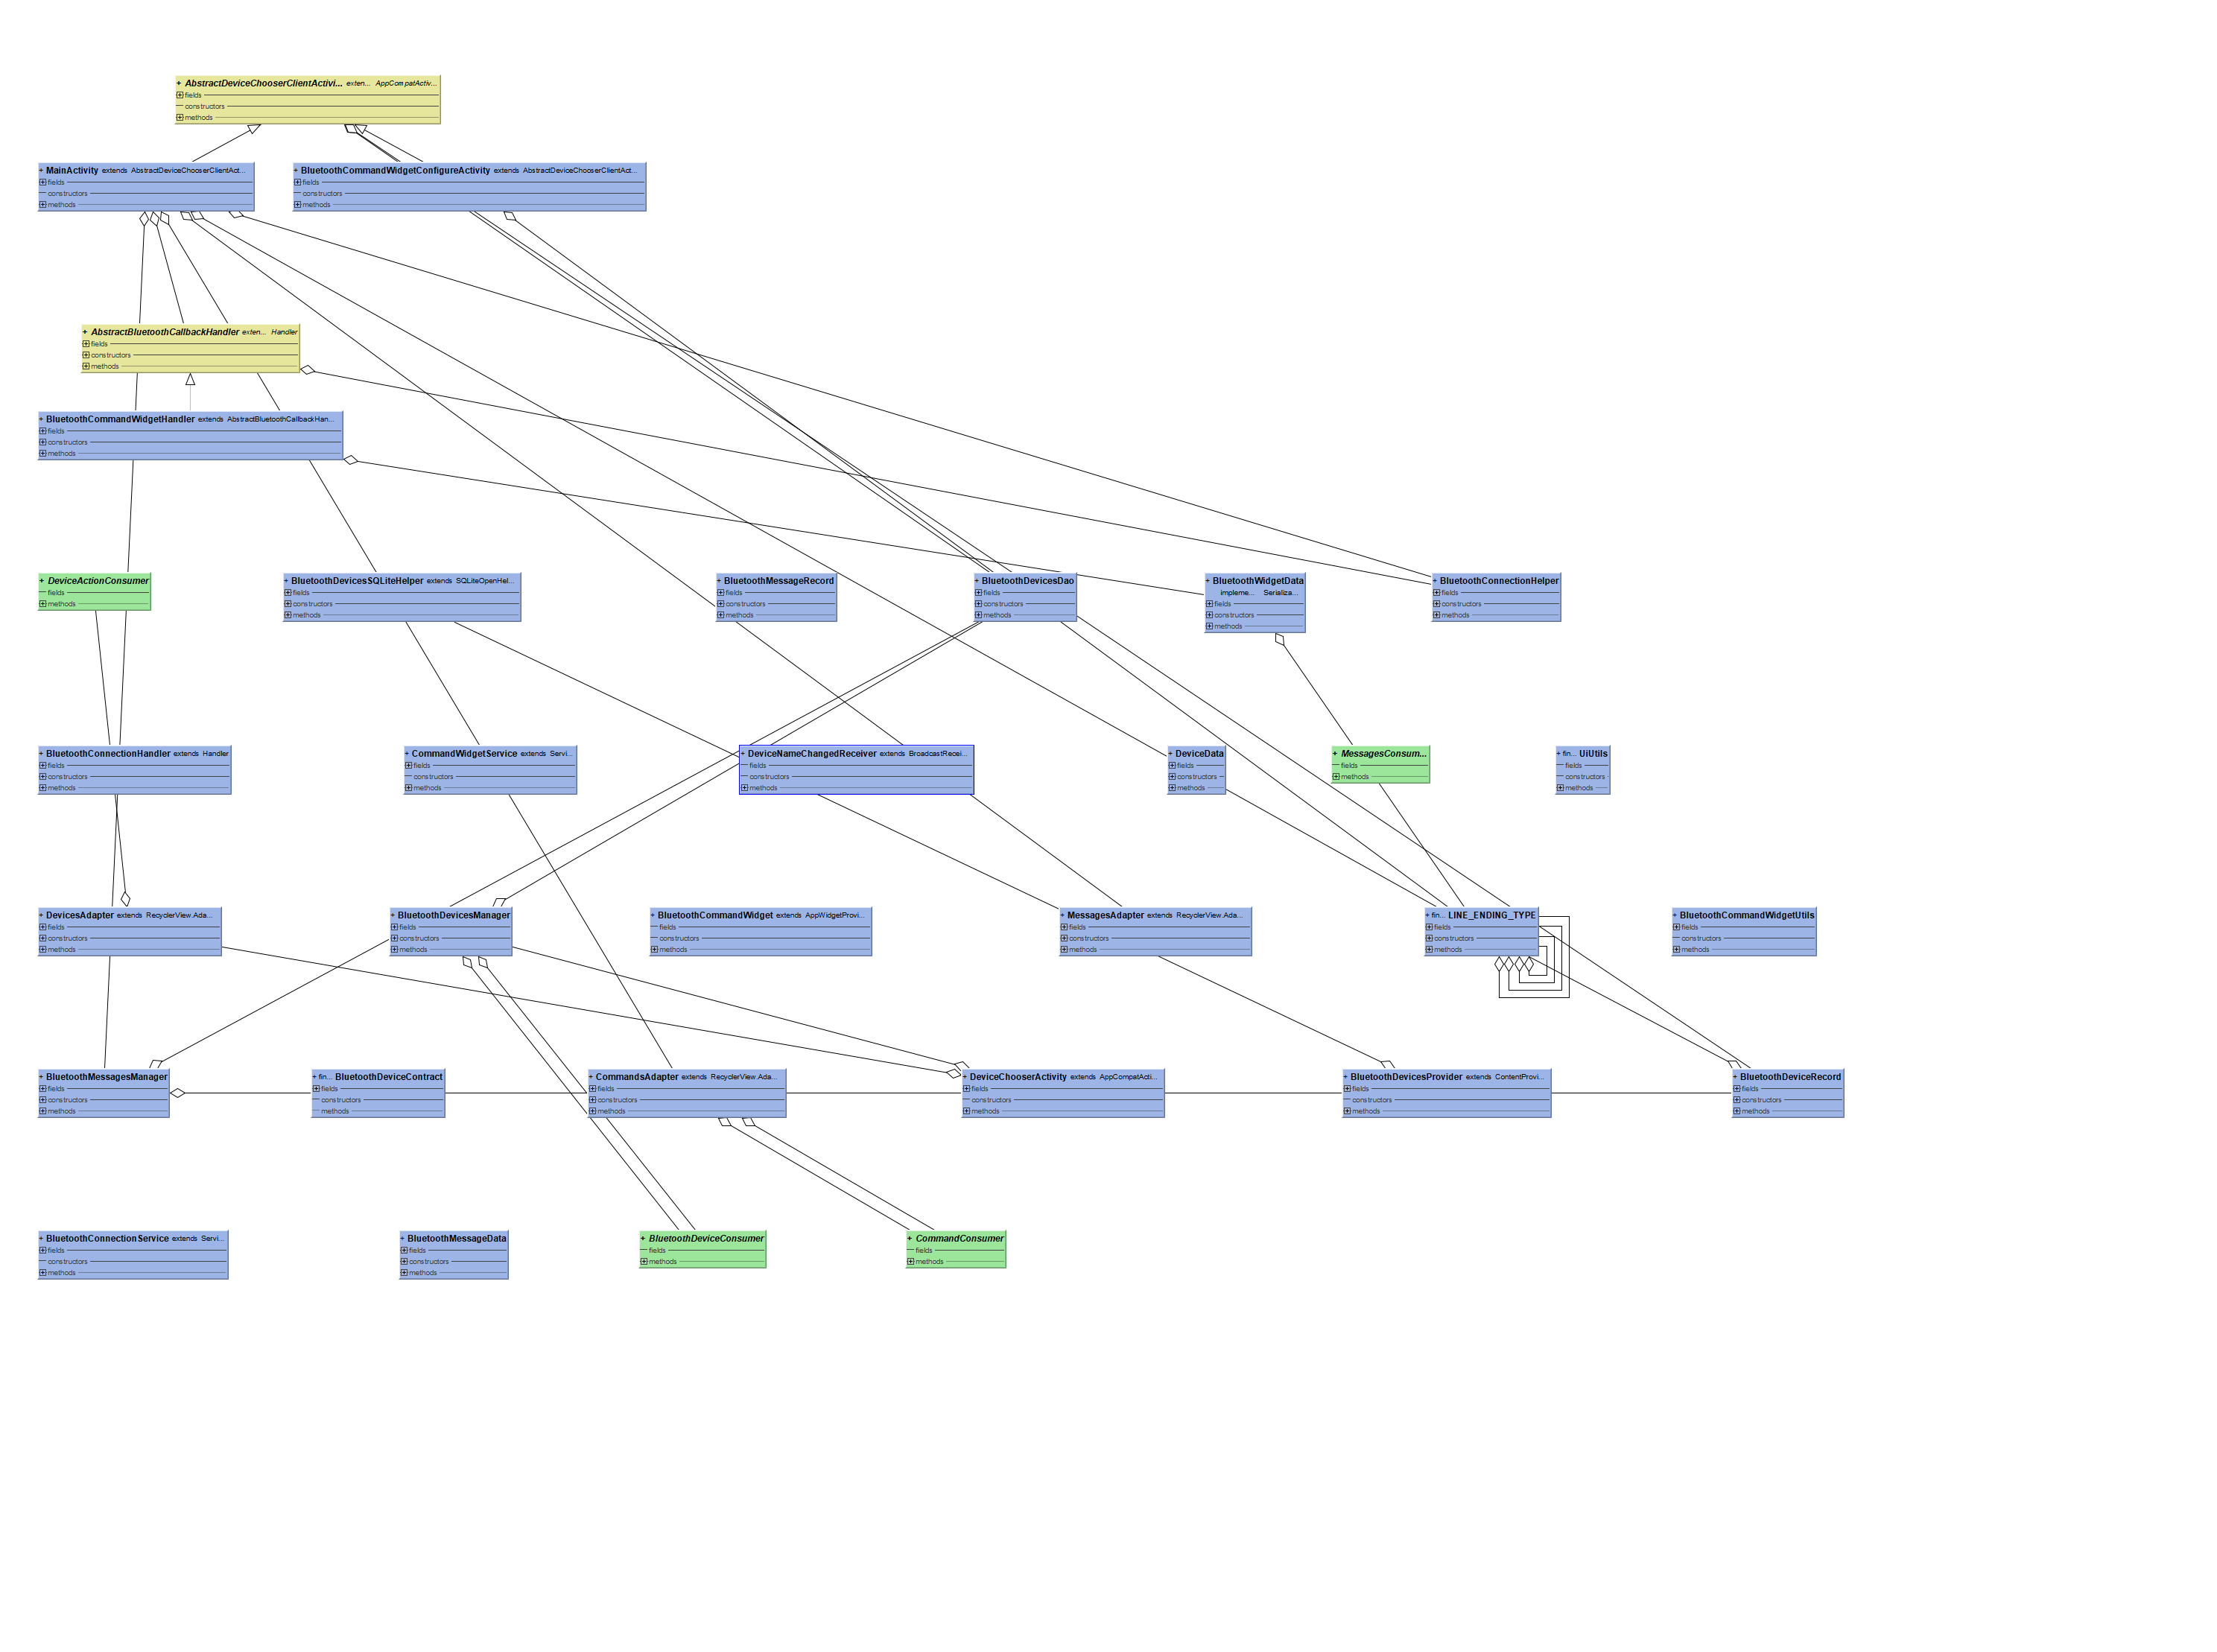 + AbstractDeviceChooserClientActivi... exten... AppCompatActiv...
fields
constructors
methods
+ MainActivity extends AbstractDeviceChooserClientAct...
fields
constructors
methods
+ BluetoothCommandWidgetConfigureActivity extends AbstractDeviceChooserClientAct...
fields
constructors
methods
+ AbstractBluetoothCallbackHandler exten... Handler
fields
constructors
methods
+ BluetoothCommandWidgetHandler extends AbstractBluetoothCallbackHan...
fields
constructors
methods
+ DeviceActionConsumer
fields
methods
+ BluetoothDevicesSQLiteHelper extends SQLiteOpenHel...
fields
constructors
methods
+ BluetoothMessageRecord
fields
constructors
methods
+ BluetoothDevicesDao
fields
constructors
methods
+ BluetoothWidgetData
impleme... Serializa...
fields
constructors
methods
+ BluetoothConnectionHelper
fields
constructors
methods
+ BluetoothConnectionHandler extends Handler
fields
constructors
methods
+ CommandWidgetService extends Servi...
fields
constructors
methods
+ DeviceNameChangedReceiver extends BroadcastRecei...
fields
constructors
methods
+ DeviceData
fields
constructors
methods
+ MessagesConsum...
fields
methods
+ fin... UiUtils
fields
constructors
methods
+ DevicesAdapter extends RecyclerView.Ada...
fields
constructors
methods
+ BluetoothDevicesManager
fields
constructors
methods
+ BluetoothCommandWidget extends AppWidgetProvi...
fields
constructors
methods
+ MessagesAdapter extends RecyclerView.Ada...
fields
constructors
methods
+ fin... LINE_ENDING_TYPE
fields
constructors
methods
+ BluetoothCommandWidgetUtils
fields
constructors
methods
+ BluetoothMessagesManager
fields
constructors
methods
+ fin... BluetoothDeviceContract
fields
constructors
methods
+ CommandsAdapter extends RecyclerView.Ada...
fields
constructors
methods
+ DeviceChooserActivity extends AppCompatActi...
fields
constructors
methods
+ BluetoothDevicesProvider extends ContentProvi...
fields
constructors
methods
+ BluetoothDeviceRecord
fields
constructors
methods
+ BluetoothConnectionService extends Servi...
fields
constructors
methods
+ BluetoothMessageData
fields
constructors
methods
+ BluetoothDeviceConsumer
fields
methods
+ CommandConsumer
fields
methods